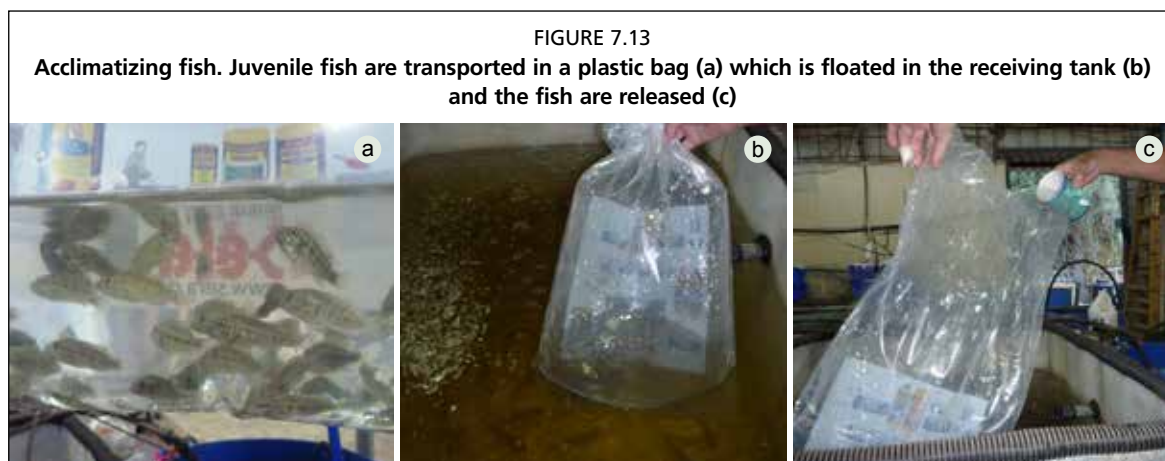 FIGURE 7.13
Acclimatizing fish. Juvenile fish are transported in a plastic bag (a) which is floated in the receiving tank (b)
and the fish are released (c)
a
b
c